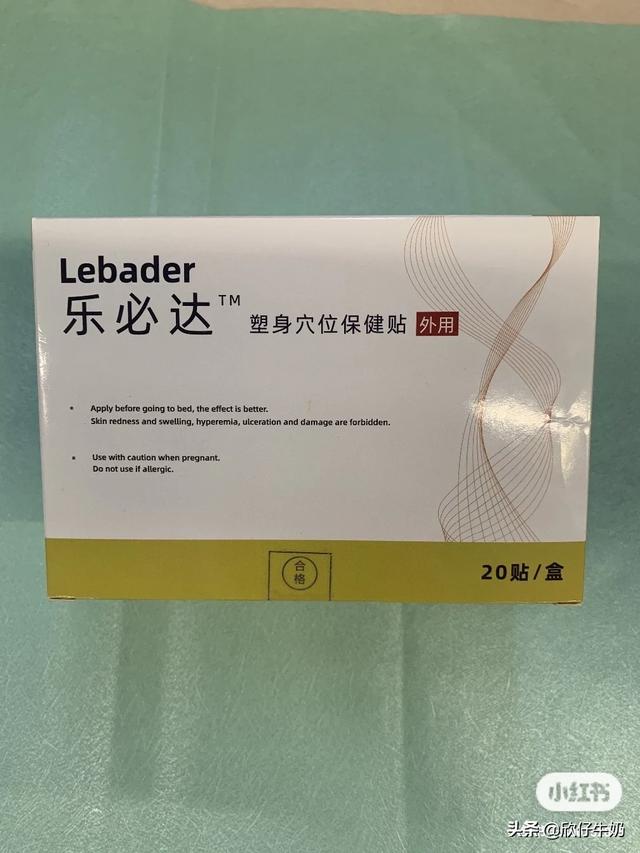 Lebader
乐必达™
塑身穴位保健贴 外用
Apply before going to bed, the effect is better.
Skin redness and swelling, hyperemia, ulceration and damage are forbidden.
Use with caution when pregnant.
Do not use if allergic.
合格
20贴/盒
小红书
头条 @欣仔牛奶